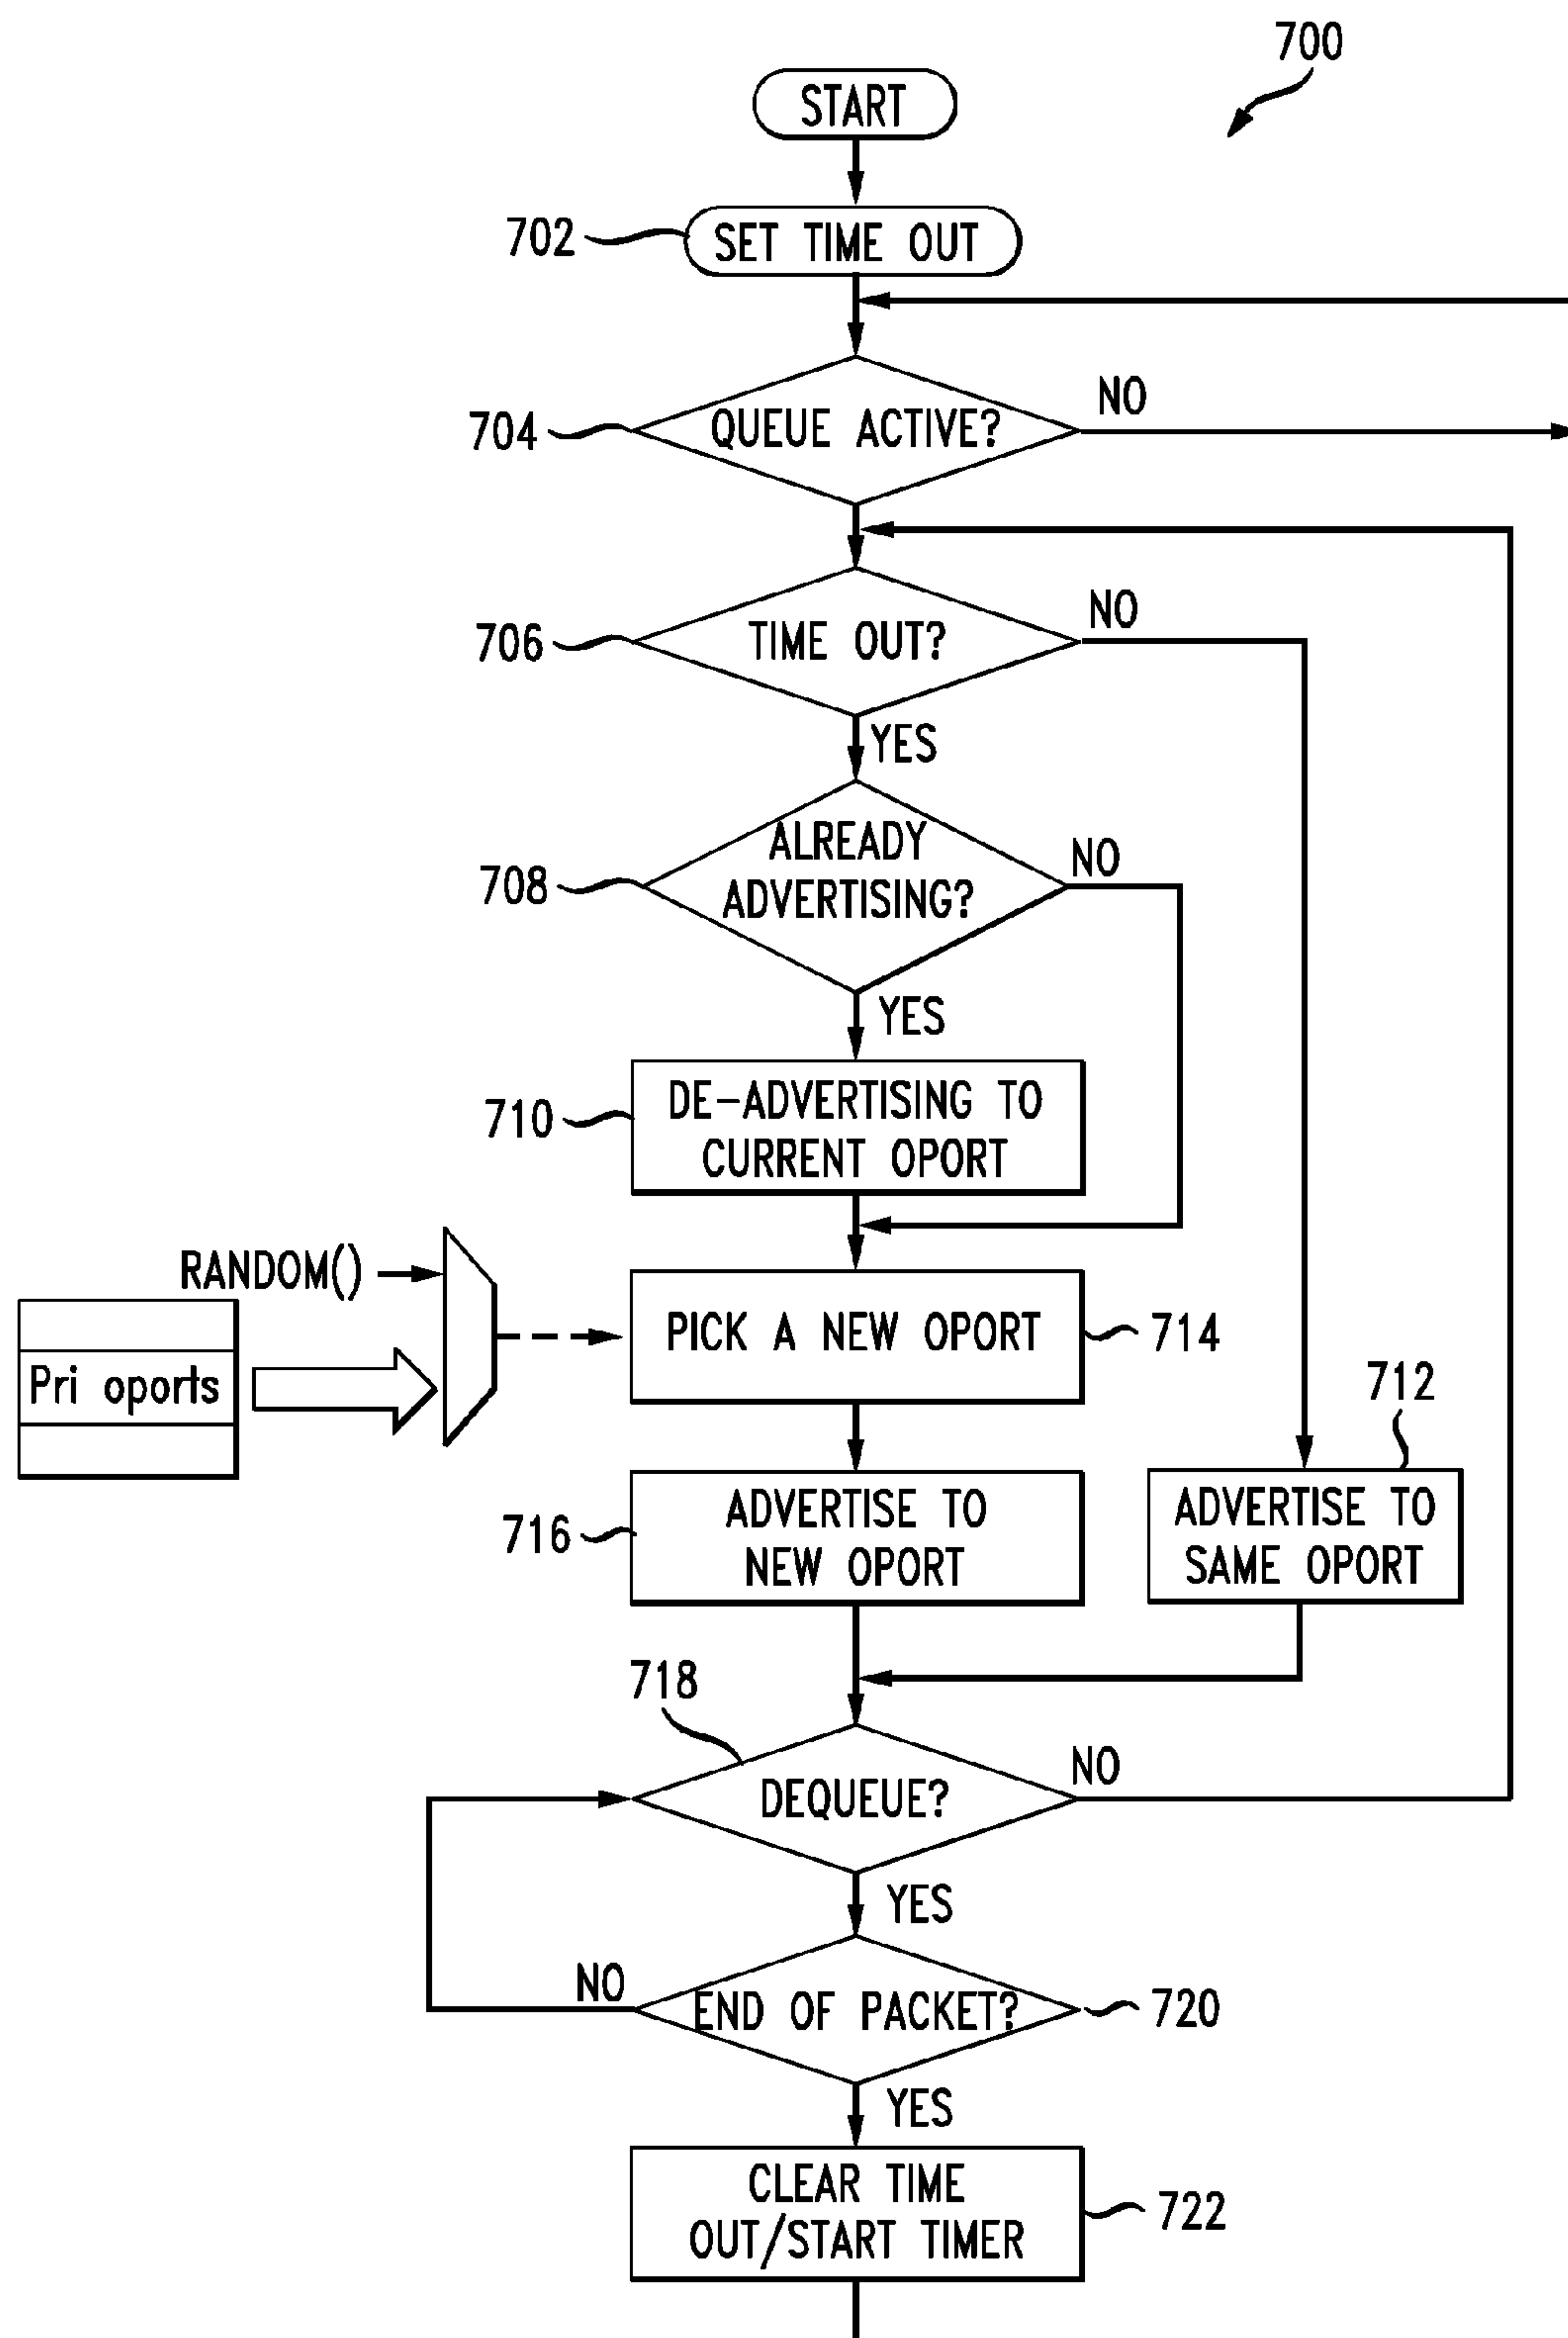 700
START
702
SET TIME OUT
704
QUEUE ACTIVE?
NO
706
TIME OUT?
NO
YES
708
ALREADY
ADVERTISING?
NO
YES
710
DE-ADVERTISING TO
CURRENT OPORT
RANDOM()
Pri oports
PICK A NEW OPORT
714
712
716
ADVERTISE TO
NEW OPORT
ADVERTISE TO
SAME OPORT
718
DEQUEUE?
NO
YES
NO
END OF PACKET?
720
YES
CLEAR TIME
OUT/START TIMER
722